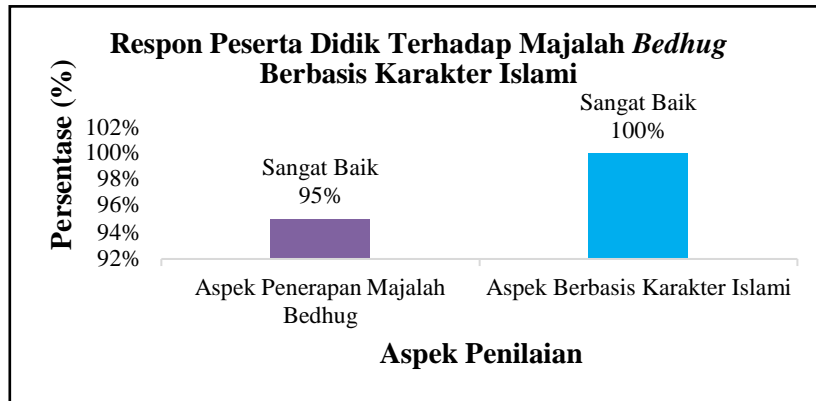 Respon Peserta Didik Terhadap Majalah Bedhug
Berbasis Karakter Islami
Persentase (%)
102%
100%
98%
96%
94%
92%
Sangat Baik
95%
Sangat Baik
100%
Aspek Penerapan Majalah
Bedhug
Aspek Berbasis Karakter Islami
Aspek Penilaian